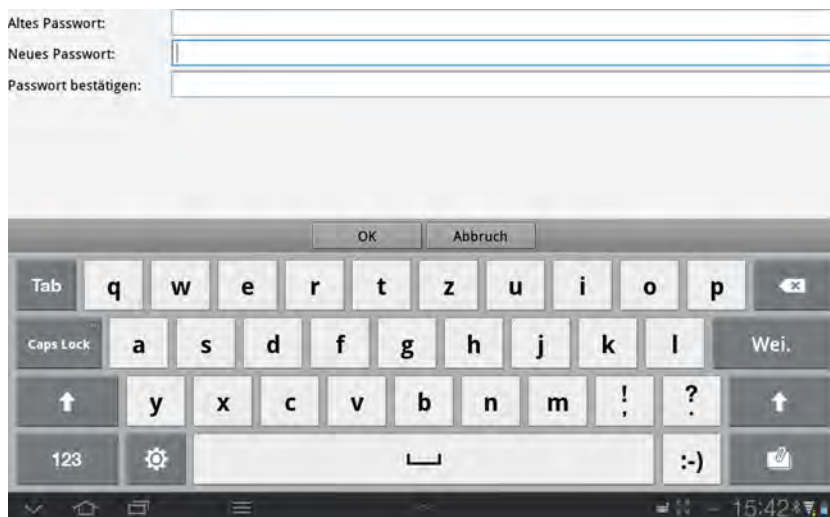 Altes Passwort:
Neues Passwort:
Passwort bestätigen:
OK Abbruch
Tab q w e r t z u i o p
Caps Lock a s d f g h j k l Wei.
y x c v b n m ! , ? .
123 :-)
15:42